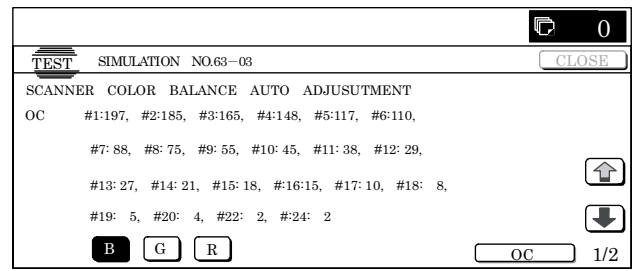 0
TEST SIMULATION NO.63-03 CLOSE
SCANNER COLOR BALANCE AUTO ADJUSUTMENT
OC #1:197, #2:185, #3:165, #4:148, #5:117, #6:110,
#7: 88, #8: 75, #9: 55, #10: 45, #11: 38, #12: 29,
#13: 27, #14: 21, #15: 18, #:16:15, #17: 10, #18: 8,
#19: 5, #20: 4, #22: 2, #:24: 2
B G R OC 1/2